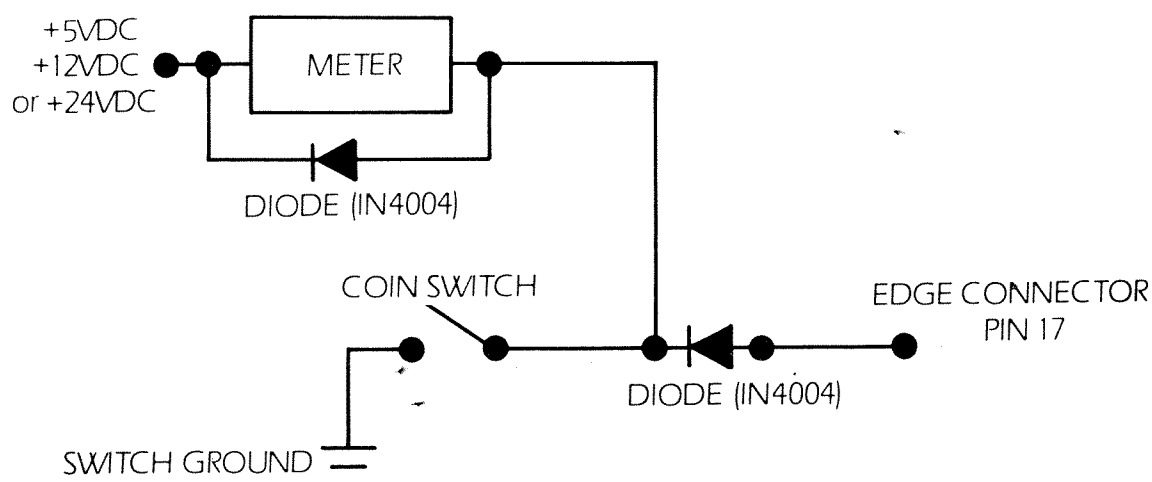 +5VDC
+12VDC
or +24VDC
METER
DIODE (IN4004)
COIN SWITCH
EDGE CONNECTOR
PIN 17
DIODE (IN4004)
SWITCH GROUND